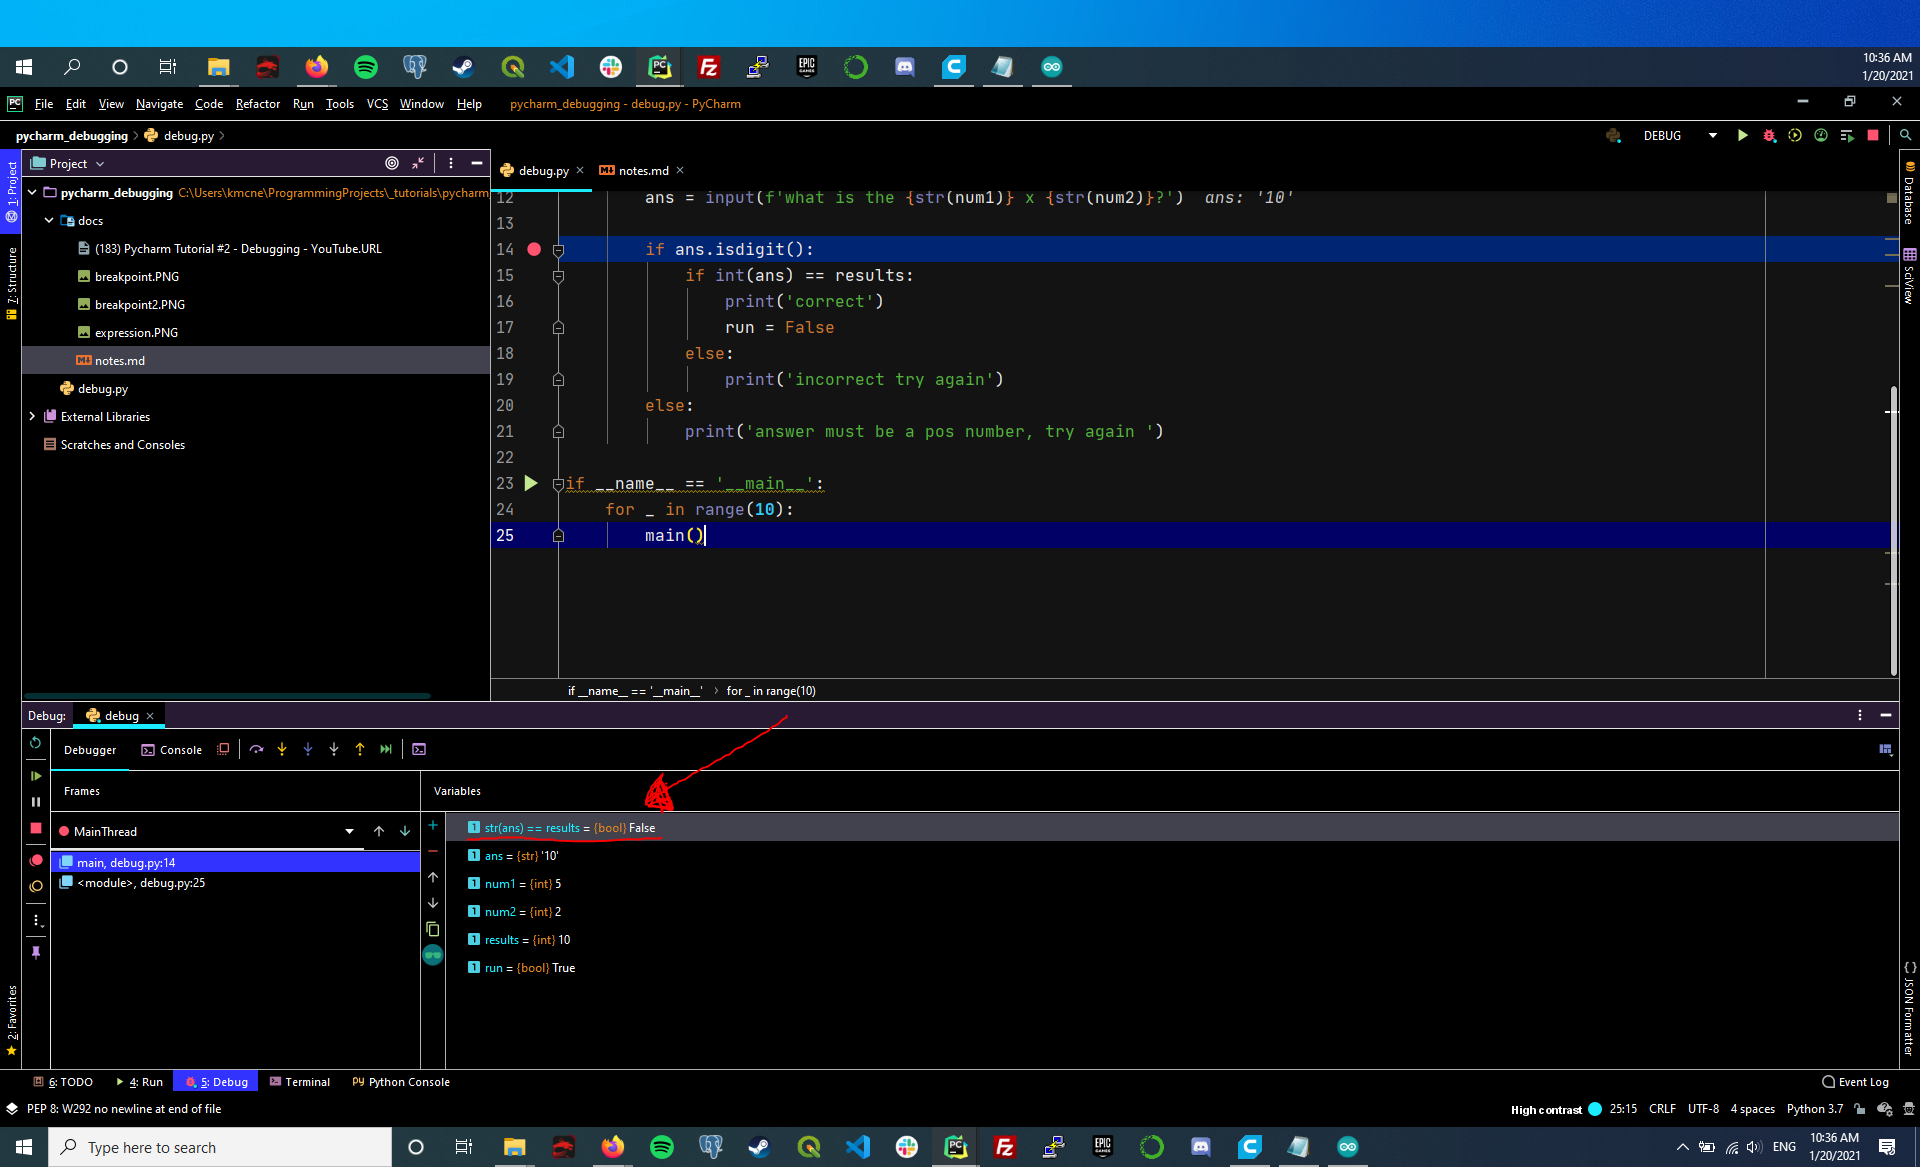 10:36 AM
1/20/2021
PC File Edit View Navigate Code Refactor Run Tools VCS Window Help pycharm_debugging - debug.py - PyCharm
pycharm_debugging > debug.py >
DEBUG
1: Project
7: Structure
2: Favorites
Project
pycharm_debugging C:\Users\kmcne\ProgrammingProjects\_tutorials\pycharm
docs
(183) Pycharm Tutorial #2 - Debugging - YouTube.URL
breakpoint.PNG
breakpoint2.PNG
expression.PNG
notes.md
debug.py
External Libraries
Scratches and Consoles
debug.py × notes.md ×
12 ans = input(f'what is the {str(num1)} x {str(num2)}?') ans: '10'
13
14 if ans.isdigit():
15 if int(ans) == results:
16 print('correct')
17 run = False
18 else:
19 print('incorrect try again')
20 else:
21 print('answer must be a pos number, try again ')
22
23 if __name__ == '__main__':
24 for _ in range(10):
25 main()
if __name__ == '__main__' > for _ in range(10)
Database
SciView
JSON Formatter
Debug: debug ×
Debugger Console
Frames
Variables
MainThread
main, debug.py:14
<module>, debug.py:25
str(ans) == results = {bool} False
ans = {str} '10'
num1 = {int} 5
num2 = {int} 2
results = {int} 10
run = {bool} True
6: TODO 4: Run 5: Debug Terminal Python Console
Event Log
PEP 8: W292 no newline at end of file
High contrast 25:15 CRLF UTF-8 4 spaces Python 3.7
Type here to search
ENG
10:36 AM
1/20/2021